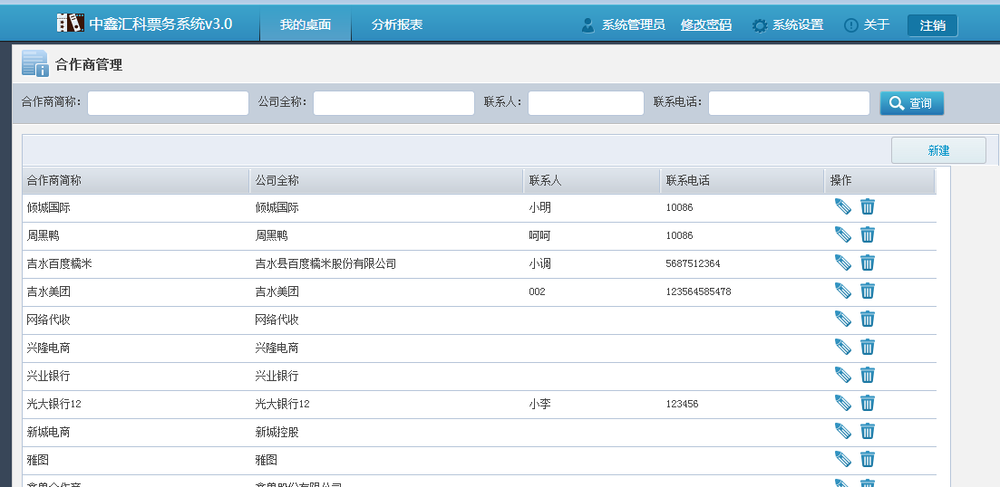 中鑫汇科票务系统v3.0 我的桌面 分析报表 系统管理员 修改密码 系统设置 关于 注销
合作商管理
合作商简称： 公司全称： 联系人： 联系电话： 查询
新建
合作商简称 公司全称 联系人 联系电话 操作
倾城国际 倾城国际 小明 10086
周黑鸭 周黑鸭 呵呵 10086
吉水百度糯米 吉水县百度糯米股份有限公司 小调 5687512364
吉水美团 吉水美团 002 123564585478
网络代收 网络代收
兴隆电商 兴隆电商
兴业银行 兴业银行
光大银行12 光大银行12 小李 123456
新城电商 新城控股
雅图 雅图